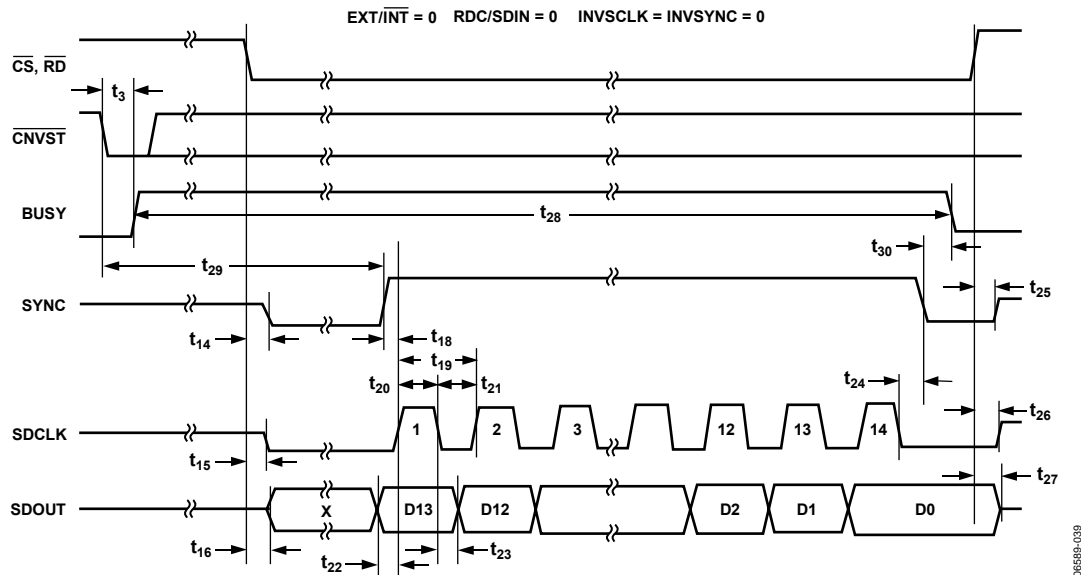 EXT/INT = 0 RDC/SDIN = 0 INVSCLK = INVSYNC = 0
CS, RD
t3
CNVST
BUSY
t28
t29
t30
SYNC
t25
t14
t18
t19
t20
t21
t24
t26
SDCLK
1
2
3
12
13
14
t15
t27
SDOUT
X
D13
D12
D2
D1
D0
t16
t22
t23
06589-039